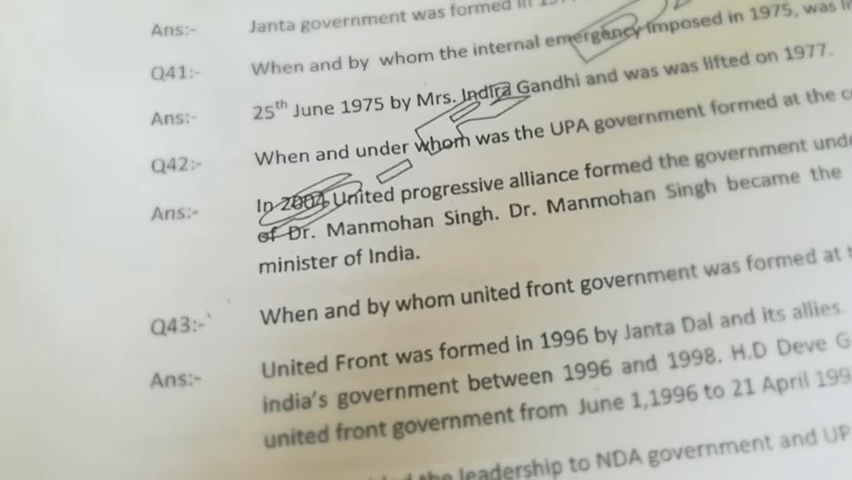 Ans:- Janta government was formed in
Q41:- When and by whom the internal emergency imposed in 1975, was
Ans:- 25th June 1975 by Mrs. Indira Gandhi and was was lifted on 1977.
Q42:- When and under whom was the UPA government formed at the
Ans:- In 2004 United progressive alliance formed the government
of Dr. Manmohan Singh. Dr. Manmohan Singh became the
minister of India.
Q43:- When and by whom united front government was formed at
Ans:- United Front was formed in 1996 by Janta Dal and its allies.
india's government between 1996 and 1998. H.D Deve
united front government from June 1,1996 to 21 April
the leadership to NDA government and